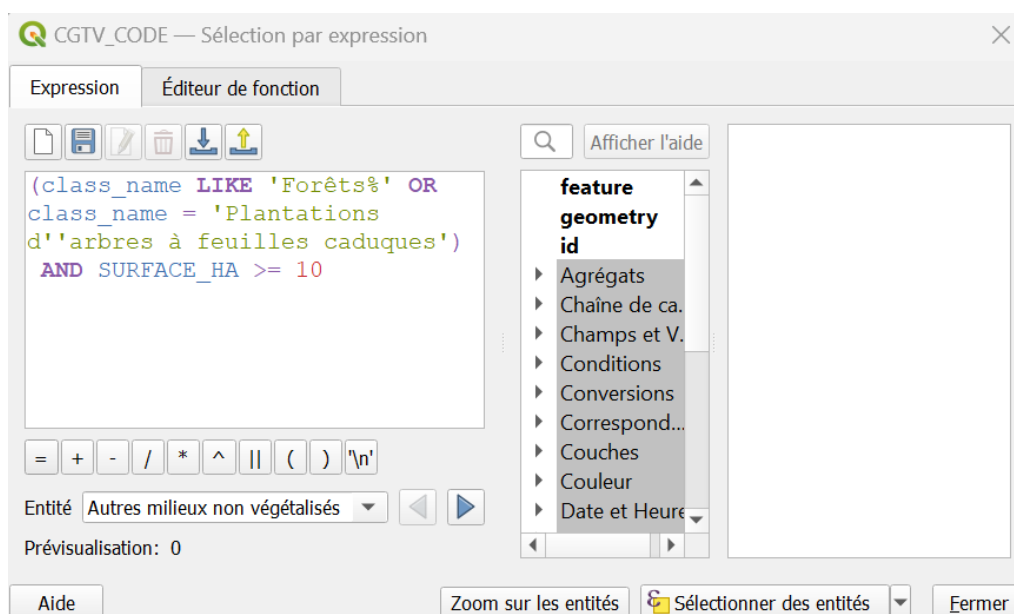 CGTV_CODE — Sélection par expression
Expression
Éditeur de fonction
(class_name LIKE 'Forêts%' OR
class_name = 'Plantations
d''arbres à feuilles caduques')
AND SURFACE_HA >= 10
= + - / * ^ || ( ) '\n'
Entité Autres milieux non végétalisés
Prévisualisation: 0
Afficher l'aide
feature
geometry
id
Agrégats
Chaîne de ca.
Champs et V.
Conditions
Conversions
Correspond...
Couches
Couleur
Date et Heure
Aide
Zoom sur les entités
Sélectionner des entités
Fermer